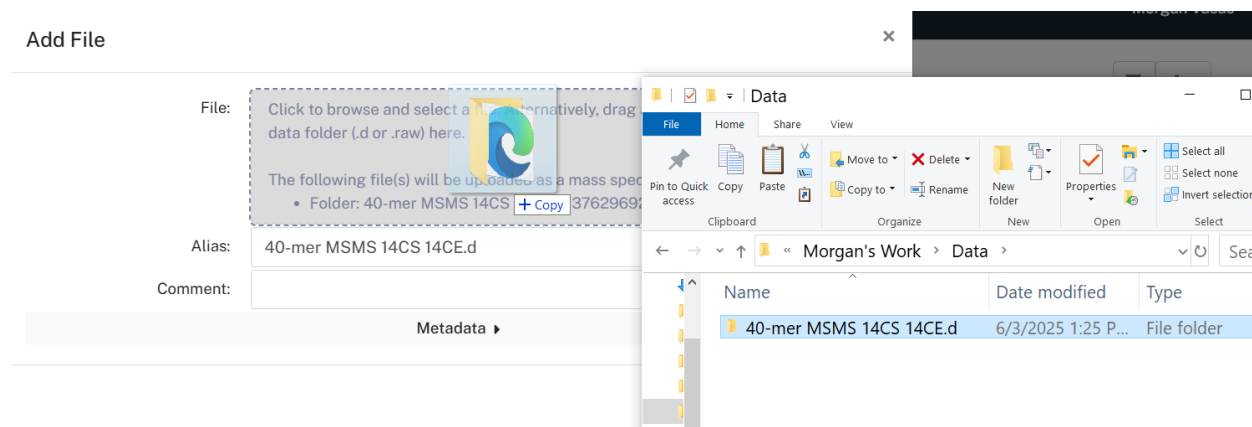 Add File
×
File:
Click to browse and select a
ernatively, drag
data folder (.d or .raw) here.
The following file(s) will be uploaded as a mass spec
• Folder: 40-mer MSMS 14CS
+ Copy
3762969
Alias:
40-mer MSMS 14CS 14CE.d
Comment:
Metadata
Data
File
Home
Share
View
Pin to Quick
access
Copy
Paste
Move to
Copy to
Delete
Rename
New
folder
Properties
Select all
Select none
Invert selection
Clipboard
Organize
New
Open
Select
« Morgan's Work > Data >
Sea
Name
Date modified
Type
40-mer MSMS 14CS 14CE.d
6/3/2025 1:25 P...
File folder